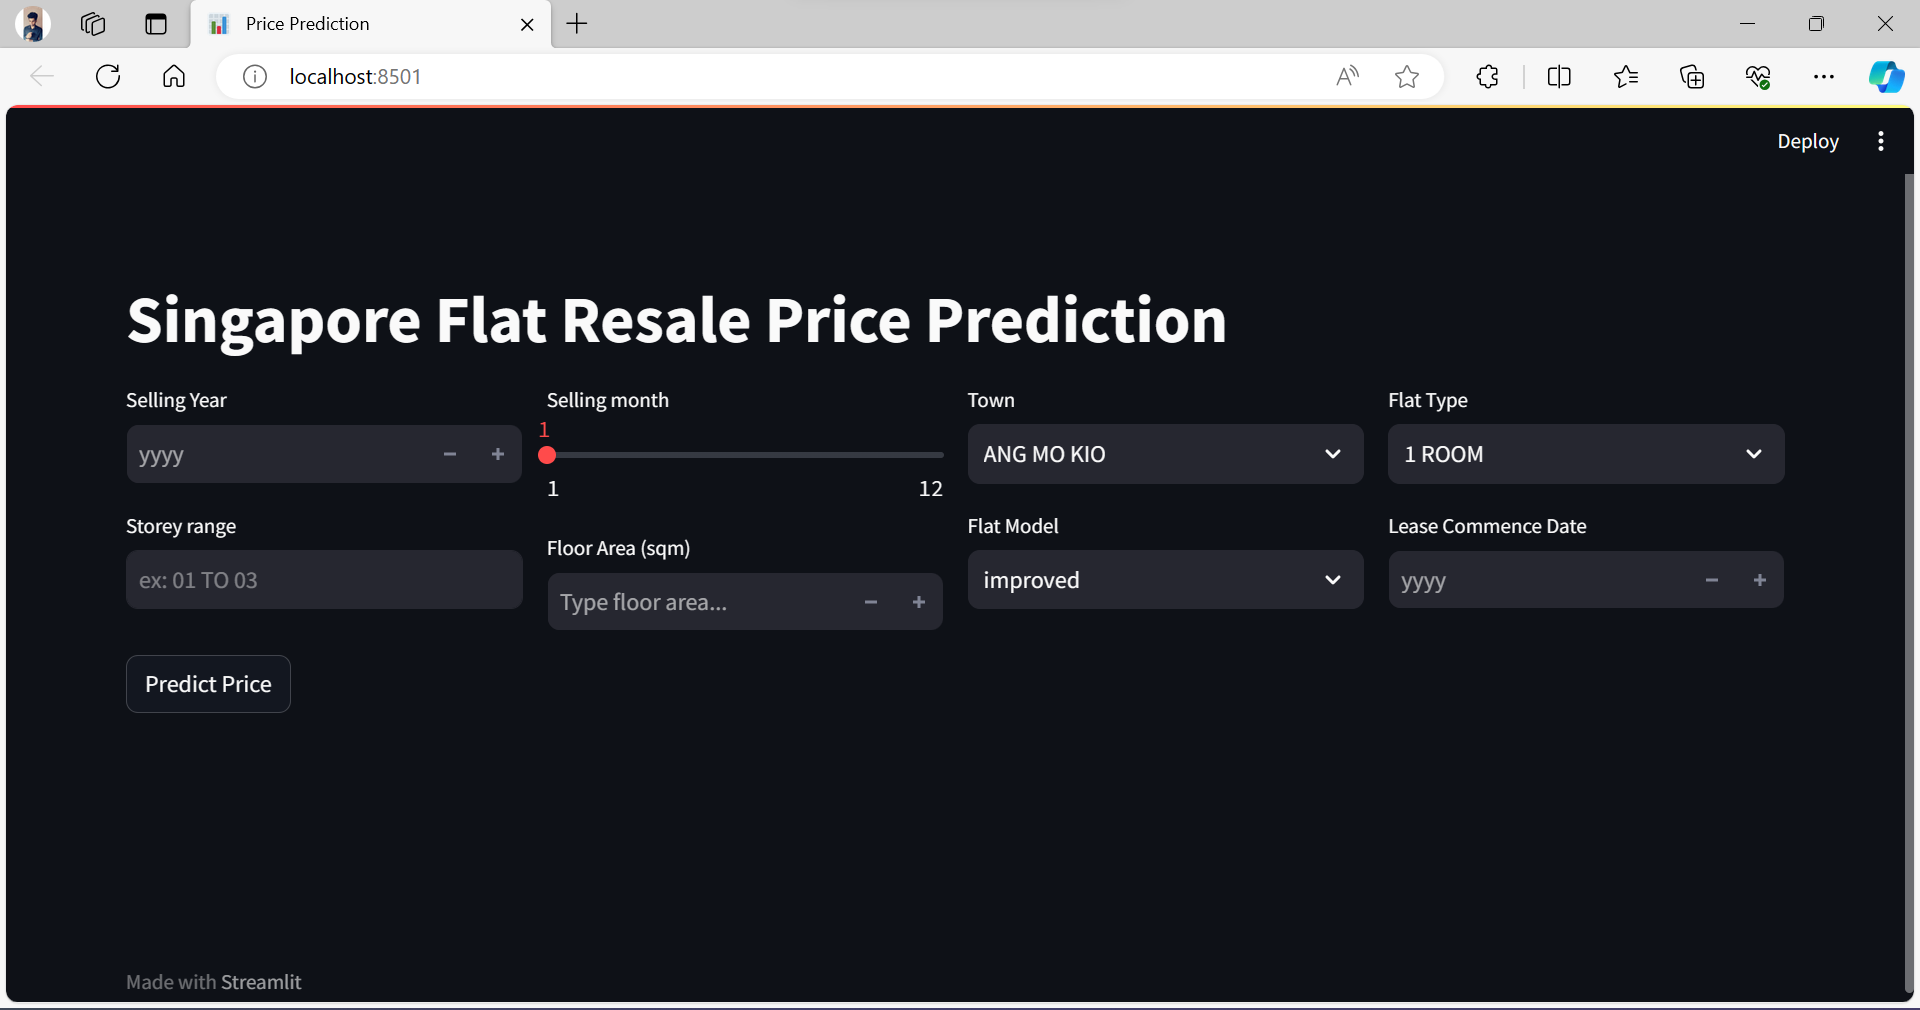 Price Prediction
localhost:8501
Deploy
Singapore Flat Resale Price Prediction
Selling Year
yyyy
Selling month
1
1 12
Town
ANG MO KIO
Flat Type
1 ROOM
Storey range
ex: 01 TO 03
Floor Area (sqm)
Type floor area...
Flat Model
improved
Lease Commence Date
yyyy
Predict Price
Made with Streamlit